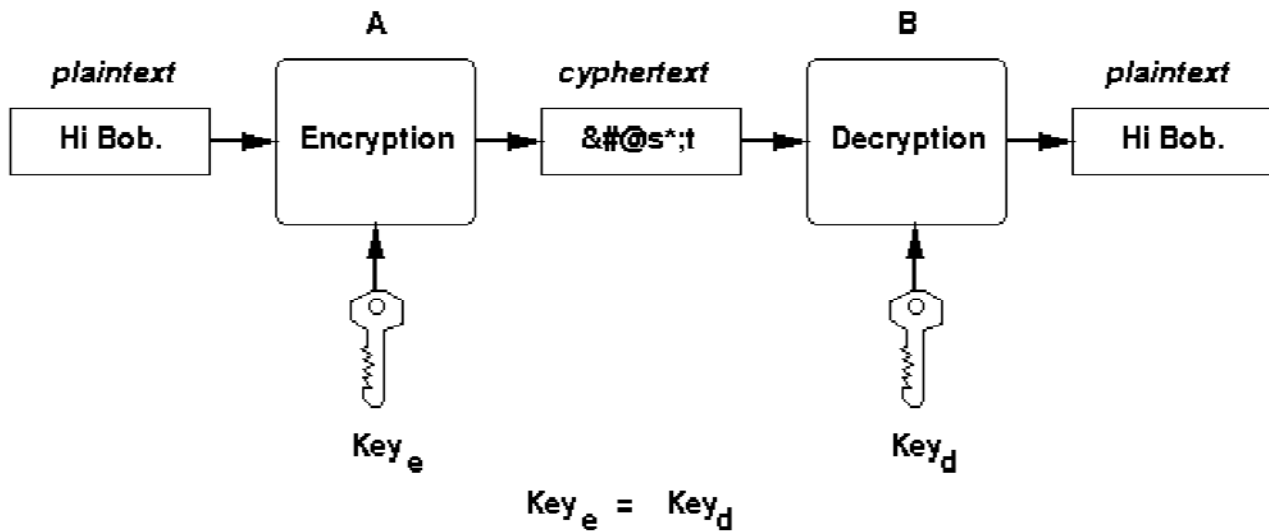 A B
plaintext cyphertext plaintext
Hi Bob. Encryption &#@s*;t Decryption Hi Bob.
Key e Key d
Key e = Key d